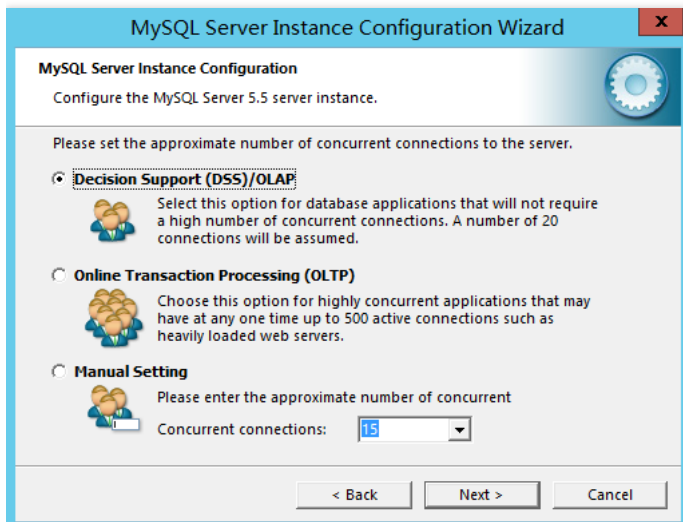 MySQL Server Instance Configuration Wizard
x
MySQL Server Instance Configuration
Configure the MySQL Server 5.5 server instance.
Please set the approximate number of concurrent connections to the server.
Decision Support (DSS)/OLAP
Select this option for database applications that will not require
a high number of concurrent connections. A number of 20
connections will be assumed.
Online Transaction Processing (OLTP)
Choose this option for highly concurrent applications that may
have at any one time up to 500 active connections such as
heavily loaded web servers.
Manual Setting
Please enter the approximate number of concurrent
Concurrent connections: 15
< Back Next > Cancel